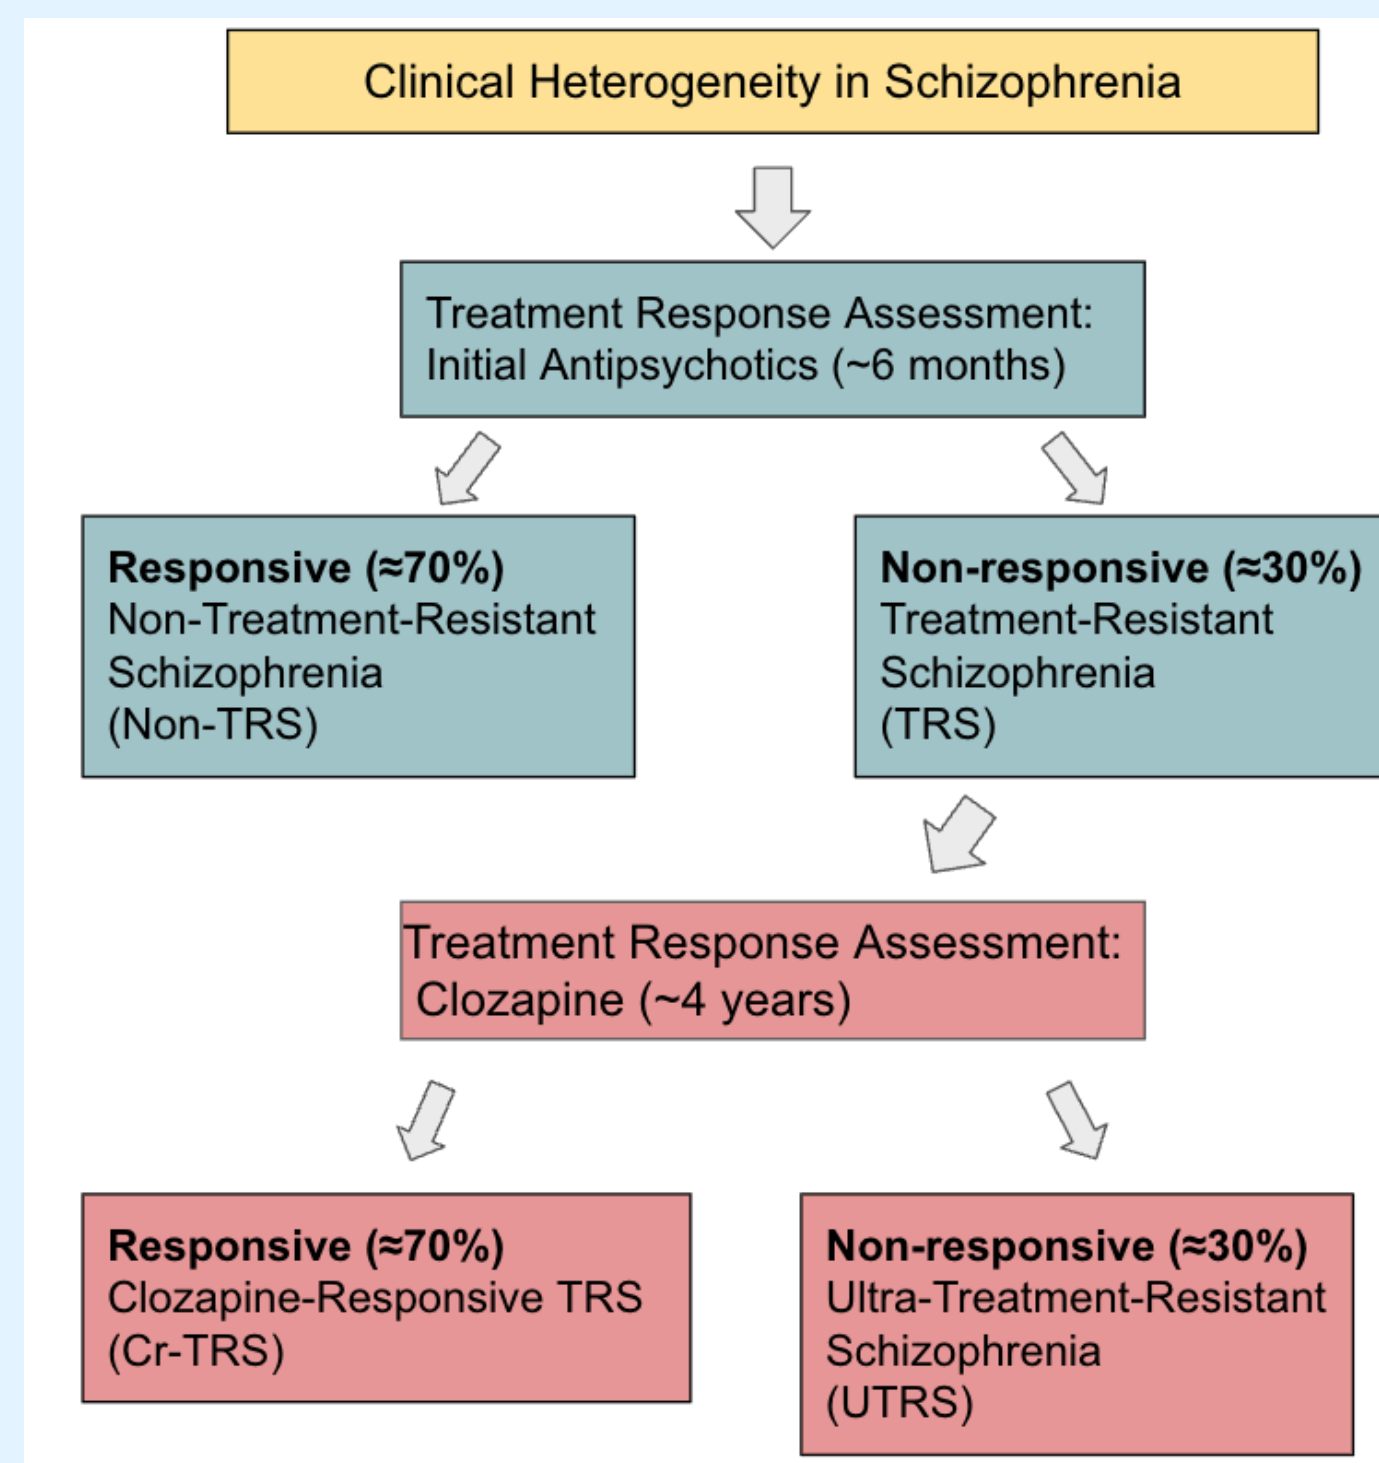 Clinical Heterogeneity in Schizophrenia
Treatment Response Assessment:
Initial Antipsychotics (~6 months)
Responsive (≈70%)
Non-Treatment-Resistant
Schizophrenia
(Non-TRS)
Non-responsive (≈30%)
Treatment-Resistant
Schizophrenia
(TRS)
Treatment Response Assessment:
Clozapine (~4 years)
Responsive (≈70%)
Clozapine-Responsive TRS
(Cr-TRS)
Non-responsive (≈30%)
Ultra-Treatment-Resistant
Schizophrenia
(UTRS)